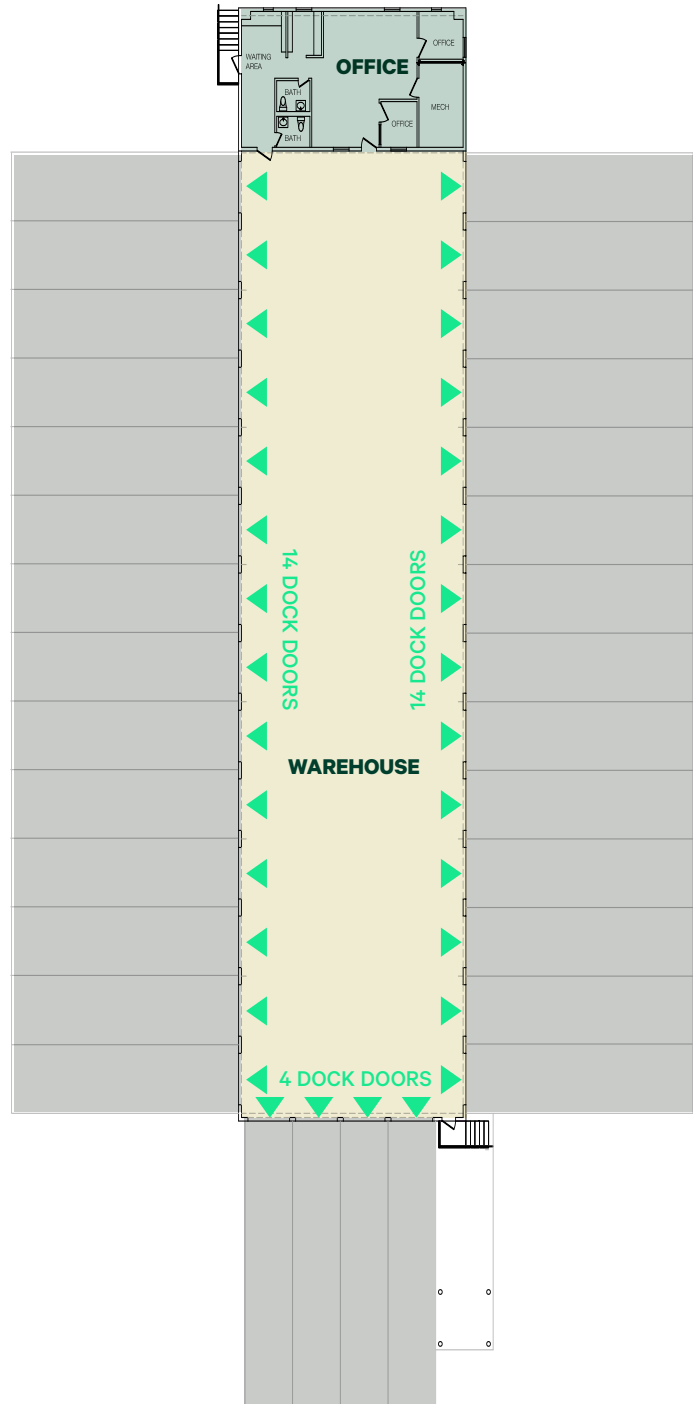 WAITING
AREA
OFFICE
OFFICE
BATH
MECH
OFFICE
BATH
14 DOCK DOORS
14 DOCK DOORS
WAREHOUSE
4 DOCK DOORS